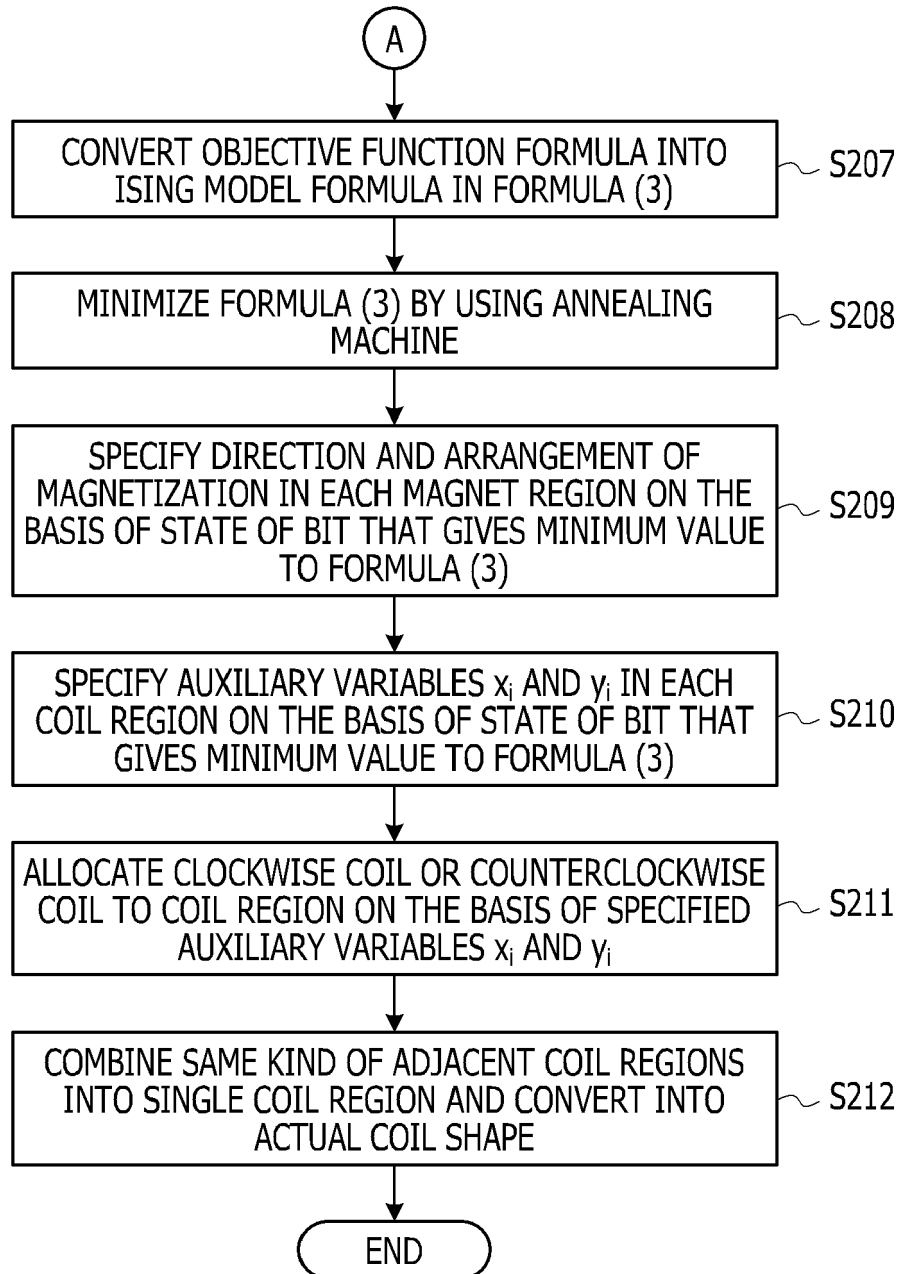 A
CONVERT OBJECTIVE FUNCTION FORMULA INTO
ISING MODEL FORMULA IN FORMULA (3)
S207
MINIMIZE FORMULA (3) BY USING ANNEALING
MACHINE
S208
SPECIFY DIRECTION AND ARRANGEMENT OF
MAGNETIZATION IN EACH MAGNET REGION ON THE
BASIS OF STATE OF BIT THAT GIVES MINIMUM VALUE
TO FORMULA (3)
S209
SPECIFY AUXILIARY VARIABLES xᵢ AND yᵢ IN EACH
COIL REGION ON THE BASIS OF STATE OF BIT THAT
GIVES MINIMUM VALUE TO FORMULA (3)
S210
ALLOCATE CLOCKWISE COIL OR COUNTERCLOCKWISE
COIL TO COIL REGION ON THE BASIS OF SPECIFIED
AUXILIARY VARIABLES xᵢ AND yᵢ
S211
COMBINE SAME KIND OF ADJACENT COIL REGIONS
INTO SINGLE COIL REGION AND CONVERT INTO
ACTUAL COIL SHAPE
S212
END